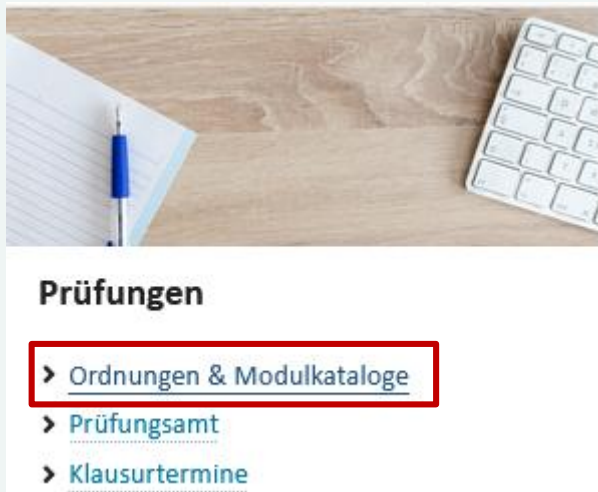 Prüfungen
Ordnungen & Modulkataloge
Prüfungsamt
Klausurtermine